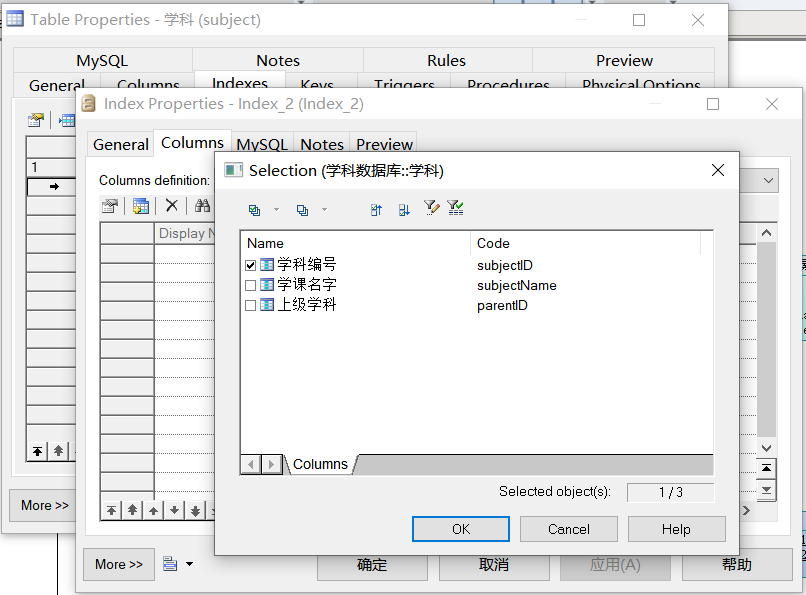 Table Properties - 学科 (subject)
MySQL Notes Rules Preview
General Columns Indexes Keys Triggers Procedures Physical Options
Index Properties - Index_2 (Index_2)
General Columns MySQL Notes Preview
Columns definition:
Display N
1
Selection (学科数据库::学科)
Name Code
学科编号 subjectID
学课名字 subjectName
上级学科 parentID
Columns
Selected object(s): 1 / 3
OK Cancel Help
More >>
More >> 确定 取消 应用(A) 帮助